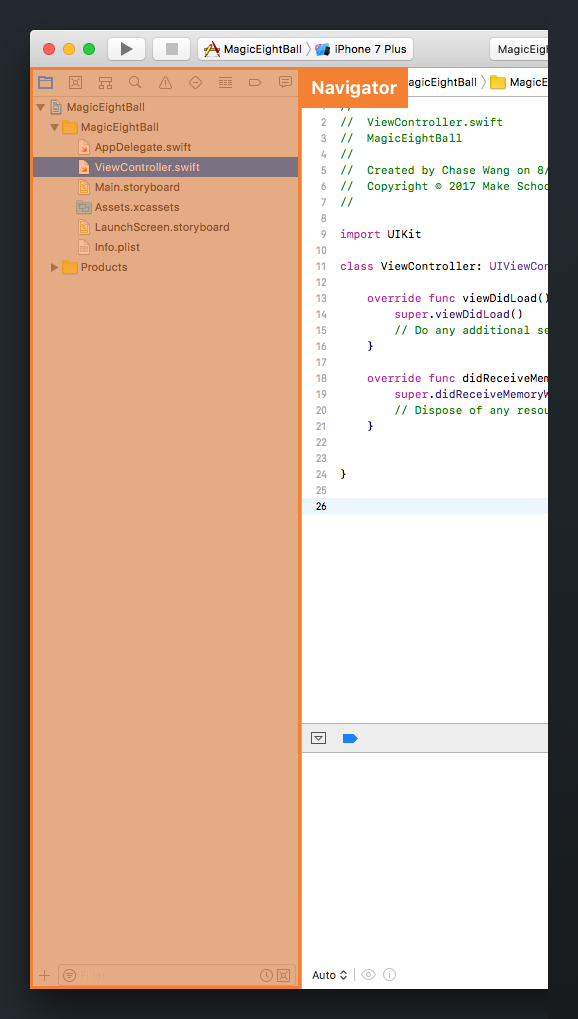 MagicEightBall
iPhone 7 Plus
MagicEigh
Navigator
agicEightBall
MagicE
MagicEightBall
MagicEightBall
AppDelegate.swift
ViewController.swift
Main.storyboard
Assets.xcassets
LaunchScreen.storyboard
Info.plist
Products
Filter
1 //
2 // ViewController.swift
3 // MagicEightBall
4 //
5 // Created by Chase Wang on 8/
6 // Copyright © 2017 Make Schoo
7 //
8
9 import UIKit
10
11 class ViewController: UIViewCon
12
13 override func viewDidLoad()
14 super.viewDidLoad()
15 // Do any additional se
16 }
17
18 override func didReceiveMem
19 super.didReceiveMemoryW
20 // Dispose of any resou
21 }
22
23
24 }
25
26
Auto